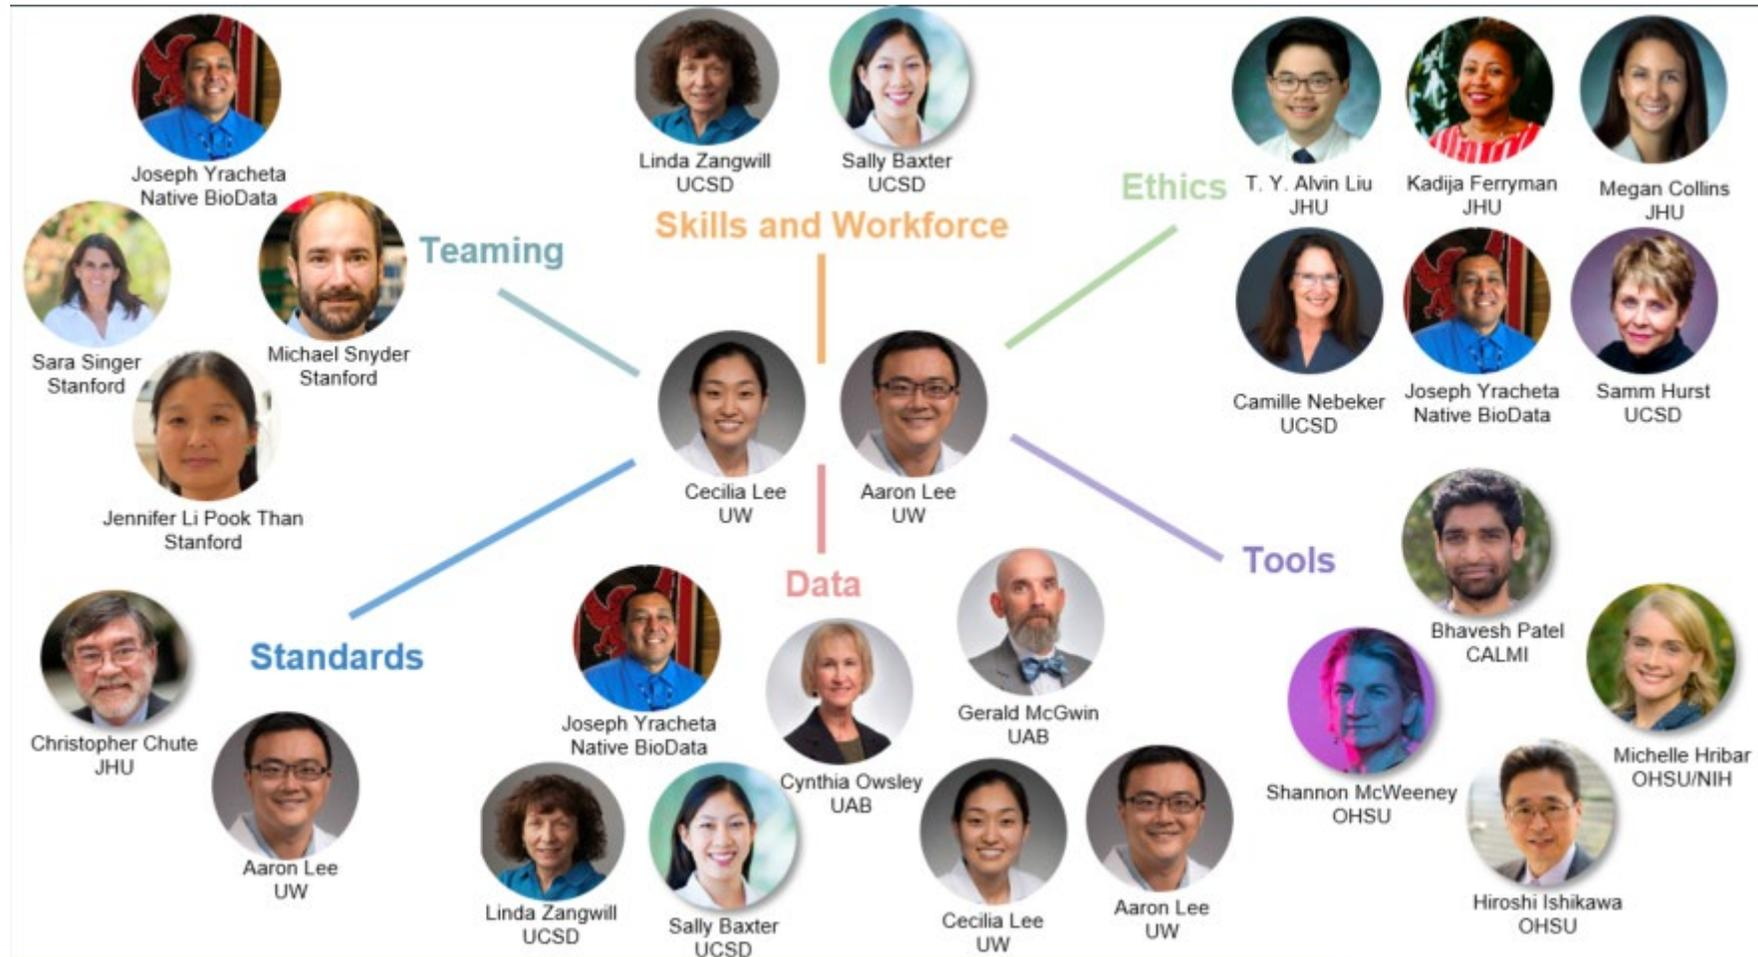 Joseph Yracheta
Native BioData
Sara Singer
Stanford
Michael Snyder
Stanford
Jennifer Li Pook Than
Stanford
Teaming
Linda Zangwill
UCSD
Sally Baxter
UCSD
Skills and Workforce
Ethics
T. Y. Alvin Liu
JHU
Kadija Ferryman
JHU
Megan Collins
JHU
Camille Nebeker
UCSD
Joseph Yracheta
Native BioData
Samm Hurst
UCSD
Cecilia Lee
UW
Aaron Lee
UW
Standards
Christopher Chute
JHU
Aaron Lee
UW
Data
Joseph Yracheta
Native BioData
Cynthia Owsley
UAB
Gerald McGwin
UAB
Linda Zangwill
UCSD
Sally Baxter
UCSD
Cecilia Lee
UW
Aaron Lee
UW
Tools
Bhavesh Patel
CALMI
Shannon McWeeney
OHSU
Michelle Hribar
OHSU/NIH
Hiroshi Ishikawa
OHSU